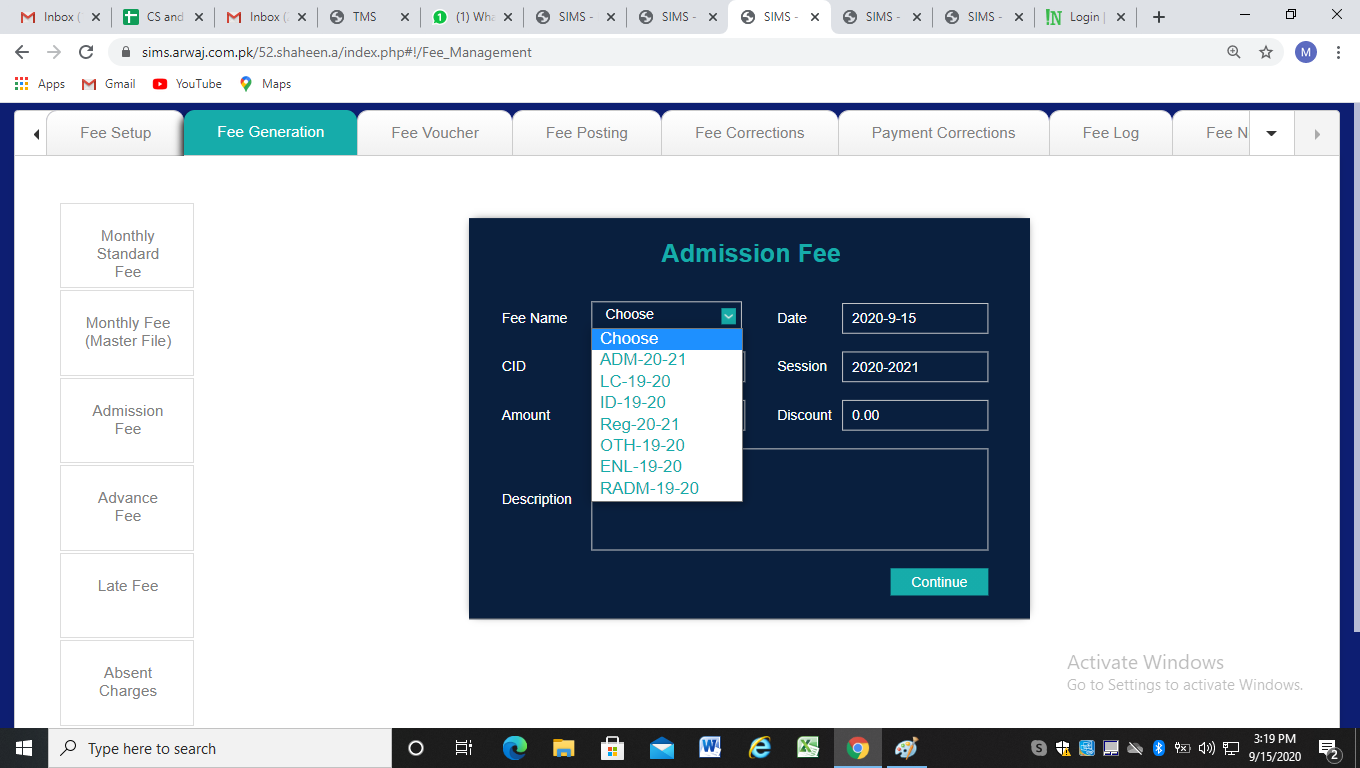 Inbox (
CS and
Inbox (
TMS
(1) Wha
SIMS -
SIMS -
SIMS -
SIMS -
SIMS -
Login |
sims.arwaj.com.pk/52.shaheen.a/index.php#!/Fee_Management
M
Apps
Gmail
YouTube
Maps
Fee Setup
Fee Generation
Fee Voucher
Fee Posting
Fee Corrections
Payment Corrections
Fee Log
Fee N
Monthly
Standard
Fee
Monthly Fee
(Master File)
Admission
Fee
Advance
Fee
Late Fee
Absent
Charges
Admission Fee
Fee Name
Choose
Date
2020-9-15
Choose
ADM-20-21
LC-19-20
ID-19-20
Reg-20-21
OTH-19-20
ENL-19-20
RADM-19-20
CID
Session
2020-2021
Amount
Discount
0.00
Description
Continue
Activate Windows
Go to Settings to activate Windows.
Type here to search
3:19 PM
9/15/2020
2